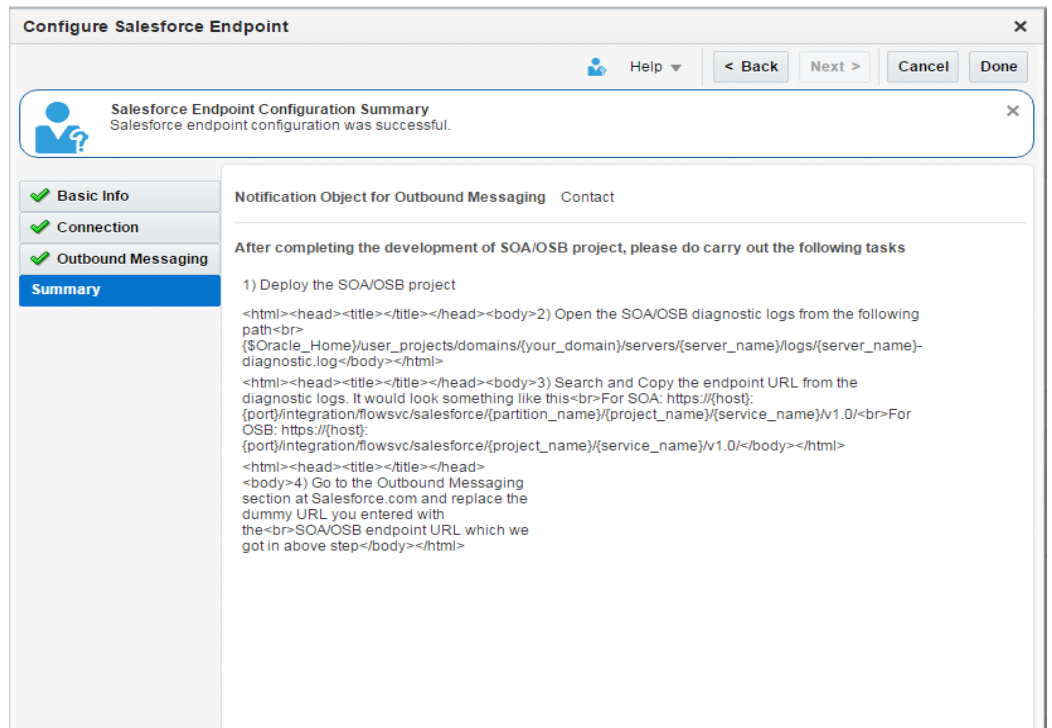 Configure Salesforce Endpoint
Help
< Back
Next >
Cancel
Done
Salesforce Endpoint Configuration Summary
Salesforce endpoint configuration was successful.
Basic Info
Connection
Outbound Messaging
Summary
Notification Object for Outbound Messaging Contact
After completing the development of SOA/OSB project, please do carry out the following tasks
1) Deploy the SOA/OSB project
<html><head><title></title></head><body>2) Open the SOA/OSB diagnostic logs from the following
path<br>
{$Oracle_Home}/user_projects/domains/{your_domain}/servers/{server_name}/logs/{server_name}-
diagnostic.log</body></html>
<html><head><title></title></head><body>3) Search and Copy the endpoint URL from the
diagnostic logs. It would look something like this<br>For SOA: https://{host}:
{port}/integration/flowsvc/salesforce/{partition_name}/{project_name}/{service_name}/v1.0/<br>For
OSB: https://{host}:
{port}/integration/flowsvc/salesforce/{project_name}/{service_name}/v1.0/</body></html>
<html><head><title></title></head>
<body>4) Go to the Outbound Messaging
section at Salesforce.com and replace the
dummy URL you entered with
the<br>SOA/OSB endpoint URL which we
got in above step</body></html>